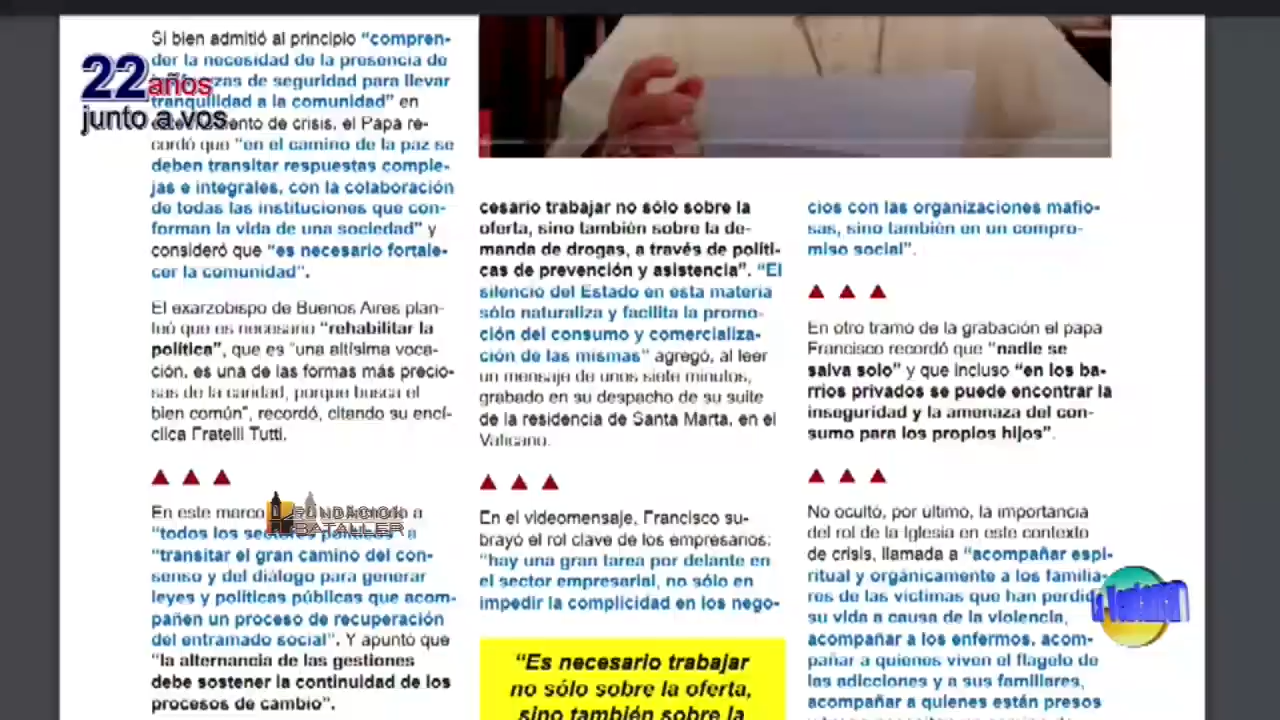 22 años
junto a vos
Si bien admitió al principio “compren-
der la necesidad de la presencia de
de seguridad para llevar
tranquilidad a la comunidad” en
de crisis, el Papa re-
cordó que “en el camino de la paz se
deben transitar respuestas comple-
jas e integrales, con la colaboración
de todas las instituciones que con-
forman la vida de una sociedad” y
consideró que “es necesario fortale-
cer la comunidad”.
El exarzobispo de Buenos Aires plan-
teó que es necesario “rehabilitar la
política”, que es “una altísima voca-
ción, es una de las formas más precio-
sas de la caridad, porque busca el
bien común”, recordó, citando su encí-
clica Fratelli Tutti.
En este marco a
“todos los sectores políticos” a
“transitar el gran camino del con-
senso y del diálogo para generar
leyes y políticas públicas que acom-
pañen un proceso de recuperación
del entramado social”. Y apuntó que
“la alternancia de las gestiones
debe sostener la continuidad de los
procesos de cambio”.
FUNDACION
BATALLER
cesario trabajar no sólo sobre la
oferta, sino también sobre la de-
manda de drogas, a través de políti-
cas de prevención y asistencia”. “El
silencio del Estado en esta materia
sólo naturaliza y facilita la promo-
ción del consumo y comercializa-
ción de las mismas” agregó, al leer
un mensaje de unos siete minutos,
grabado en su despacho de su suite
de la residencia de Santa Marta, en el
Vaticano.
En el videomensaje, Francisco su-
brayó el rol clave de los empresarios:
“hay una gran tarea por delante en
el sector empresarial, no sólo en
impedir la complicidad en los nego-
“Es necesario trabajar
no sólo sobre la oferta,
sino también sobre la
cios con las organizaciones mafio-
sas, sino también en un compro-
miso social”.
En otro tramo de la grabación el papa
Francisco recordó que “nadie se
salva solo” y que incluso “en los ba-
rrios privados se puede encontrar la
inseguridad y la amenaza del con-
sumo para los propios hijos”.
No ocultó, por último, la importancia
del rol de la Iglesia en este contexto
de crisis, llamada a “acompañar espi-
ritual y orgánicamente a los familia-
res de las víctimas que han perdido
su vida a causa de la violencia,
acompañar a los enfermos, acom-
pañar a quienes viven el flagelo de
las adicciones y a sus familiares,
acompañar a quienes están presos